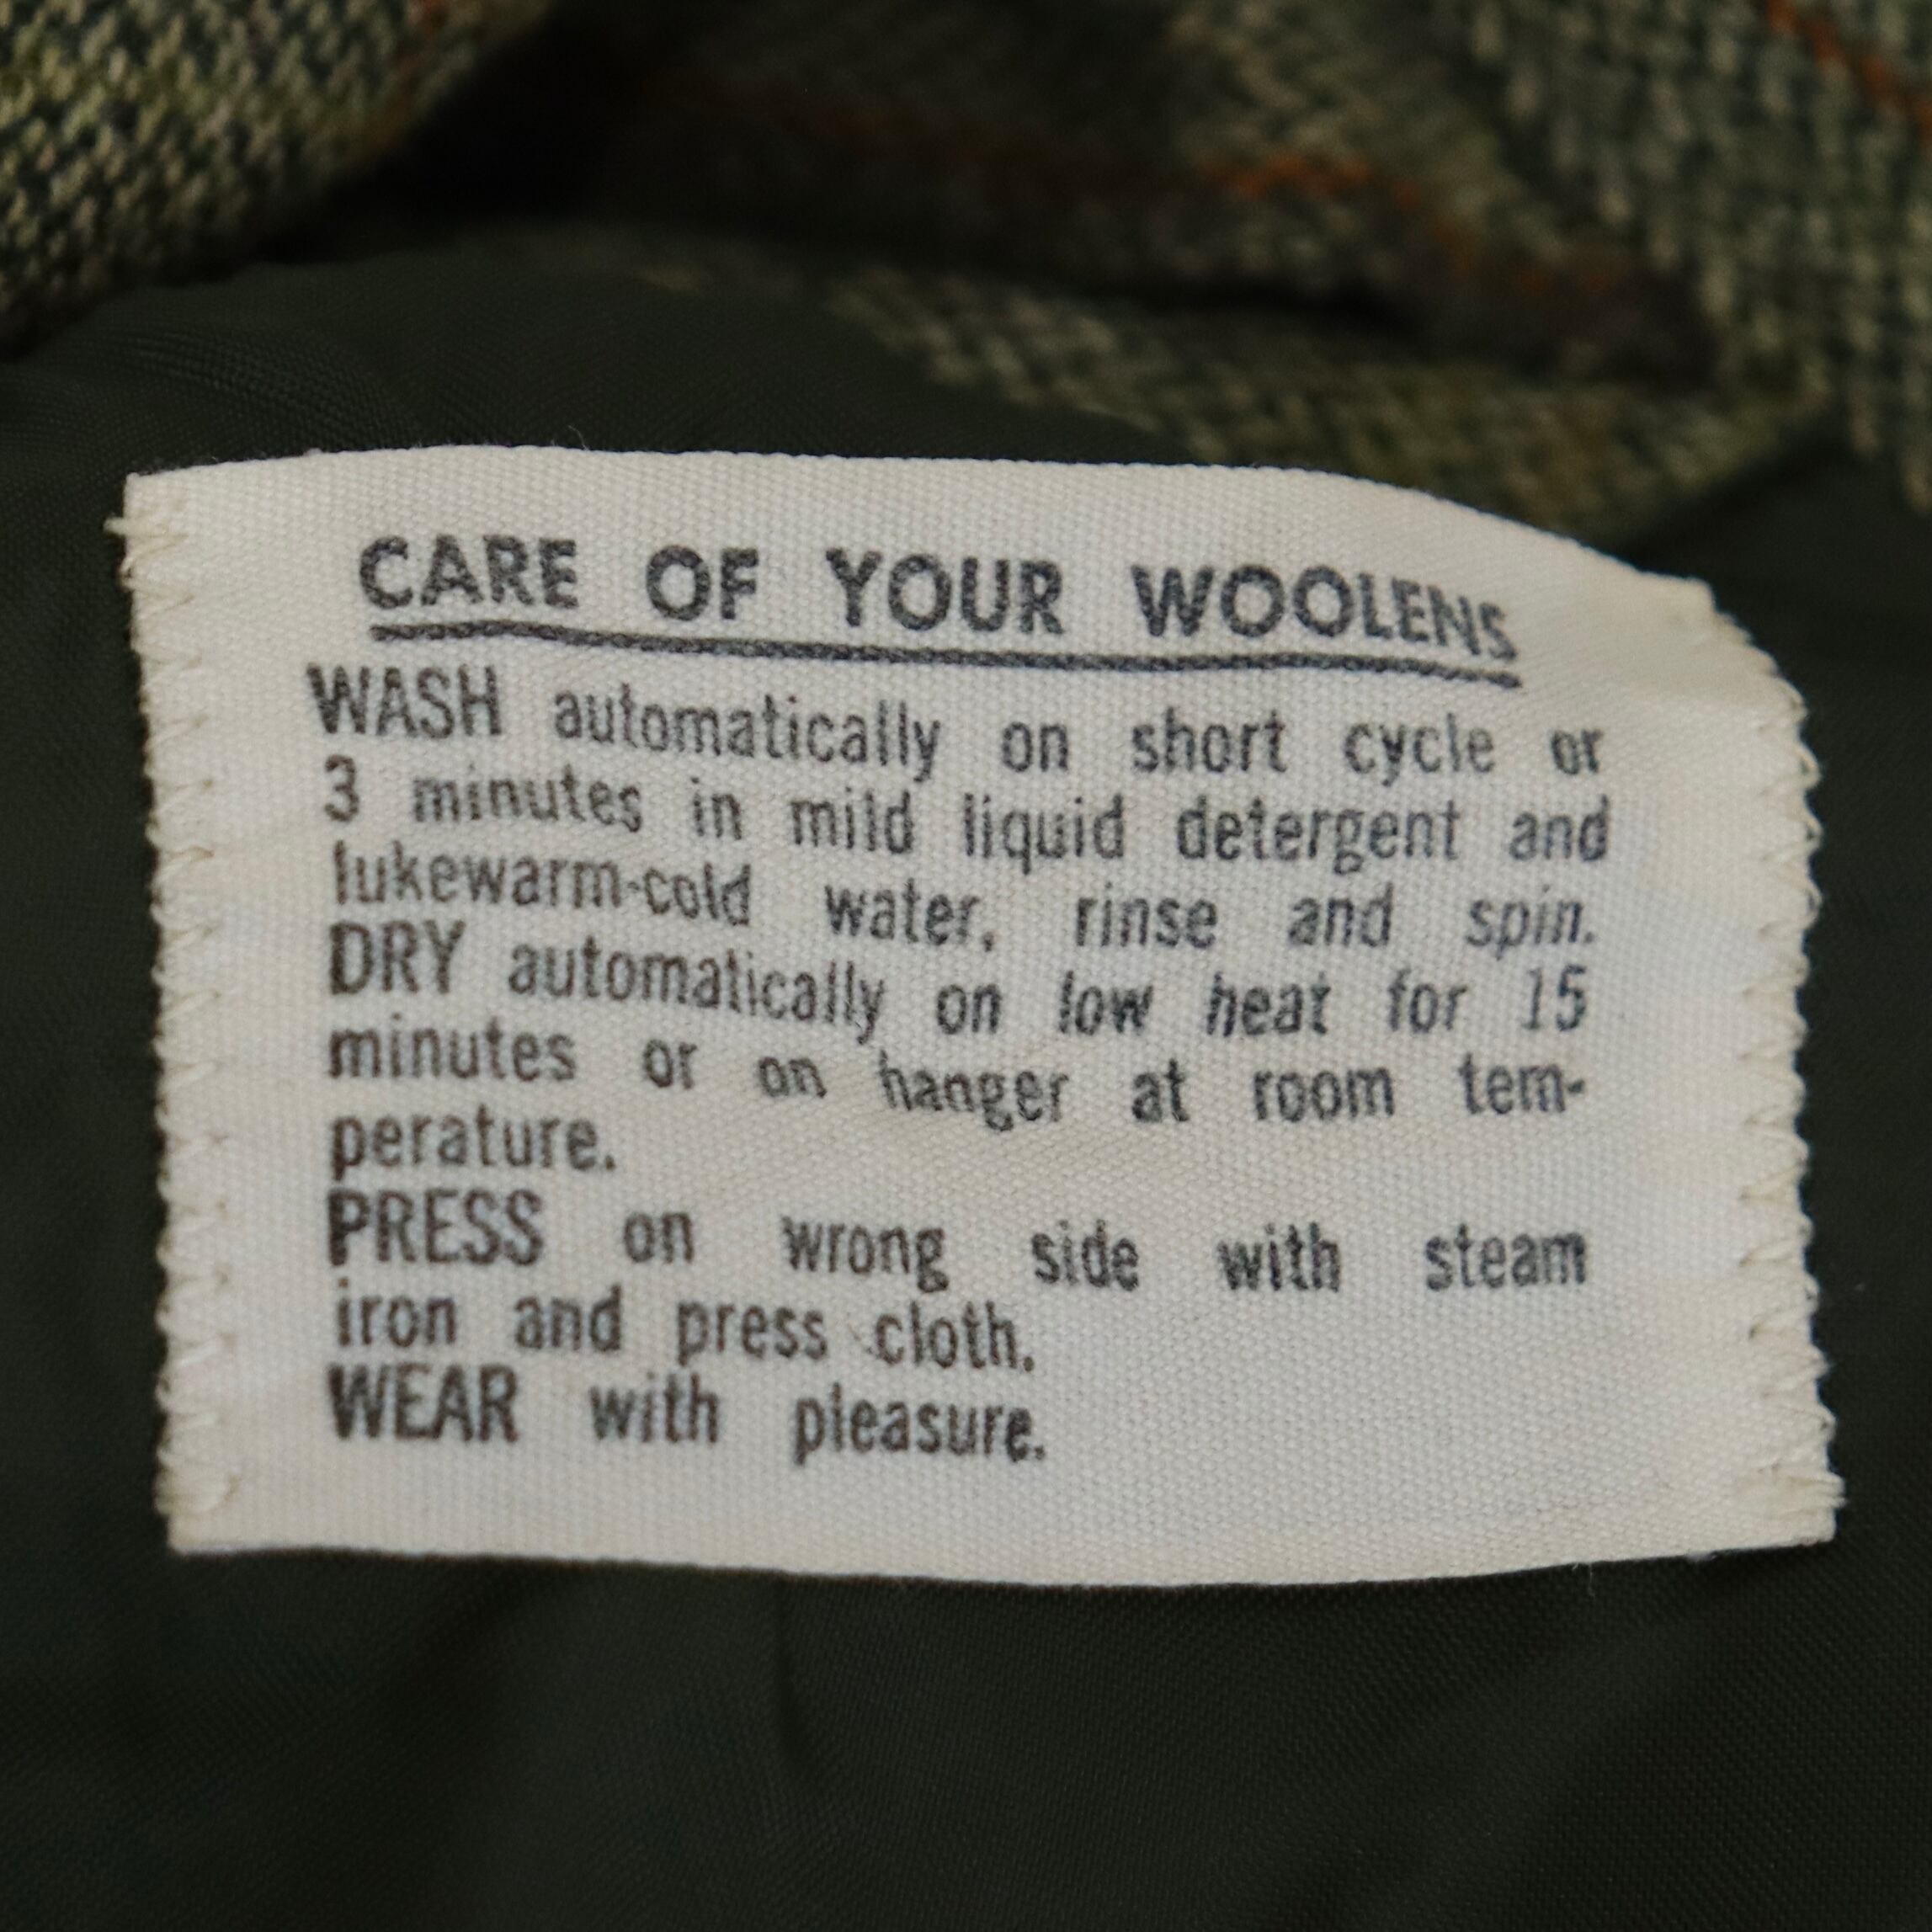 CARE OF YOUR WOOLENS
WASH automatically on short cycle or
3 minutes in mild liquid detergent and
lukewarm-cold water, rinse and spin.
DRY automatically on low heat for 15
minutes or on hanger at room tem-
perature.
PRESS on wrong side with steam
iron and press cloth.
WEAR with pleasure.